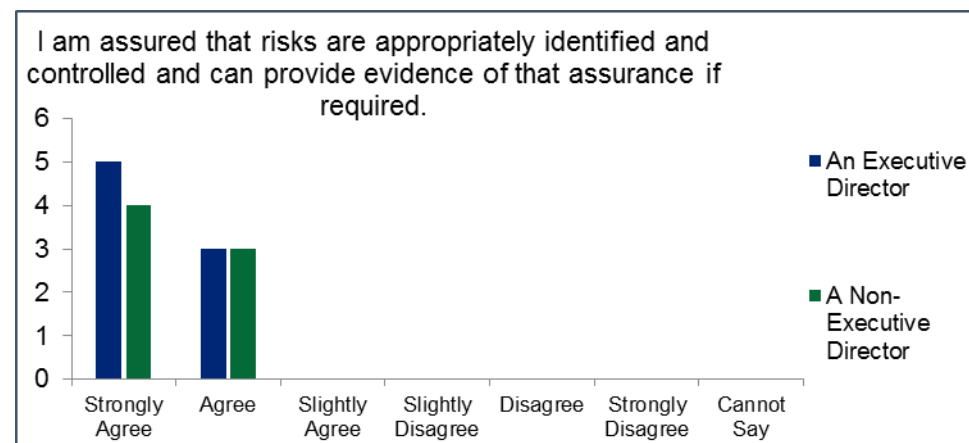 I am assured that risks are appropriately identified and
controlled and can provide evidence of that assurance if
required.
6
5
4
3
2
1
0
Strongly
Agree
Agree
Slightly
Agree
Slightly
Disagree
Disagree
Strongly
Disagree
Cannot
Say
An Executive
Director
A Non-
Executive
Director